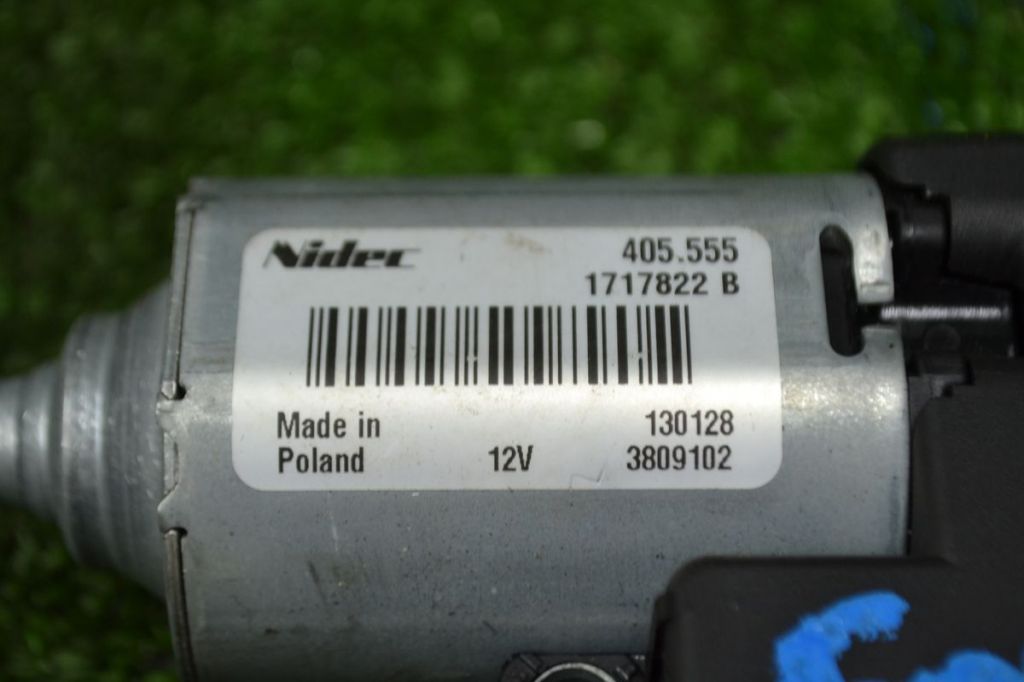 Nidec 405.555
1717822 B
Made in 130128
Poland 12V 3809102